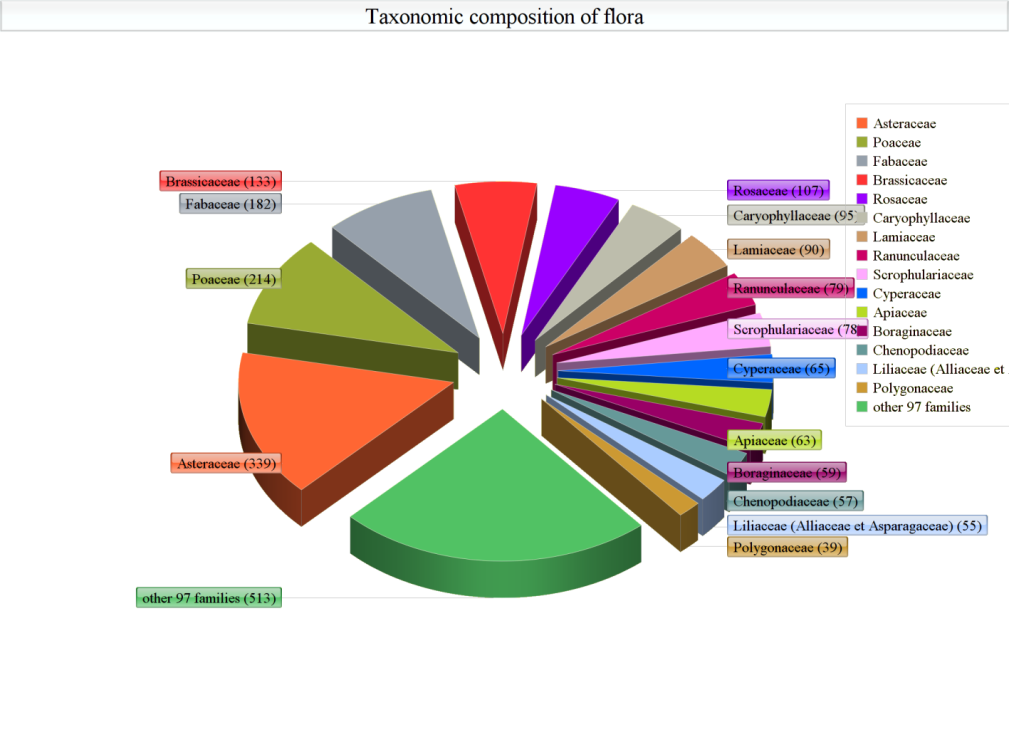 Taxonomic composition of flora
Brassicaceae (133)
Fabaceae (182)
Poaceae (214)
Asteraceae (339)
other 97 families (513)
Rosaceae (107)
Caryophyllaceae (95)
Lamiaceae (90)
Ranunculaceae (79)
Scrophulariaceae (78
Cyperaceae (65)
Apiaceae (63)
Boraginaceae (59)
Chenopodiaceae (57)
Liliaceae (Alliaceae et Asparagaceae) (55)
Polygonaceae (39)
Asteraceae
Poaceae
Fabaceae
Brassicaceae
Rosaceae
Caryophyllaceae
Lamiaceae
Ranunculaceae
Scrophulariaceae
Cyperaceae
Apiaceae
Boraginaceae
Chenopodiaceae
Liliaceae (Alliaceae et
Polygonaceae
other 97 families